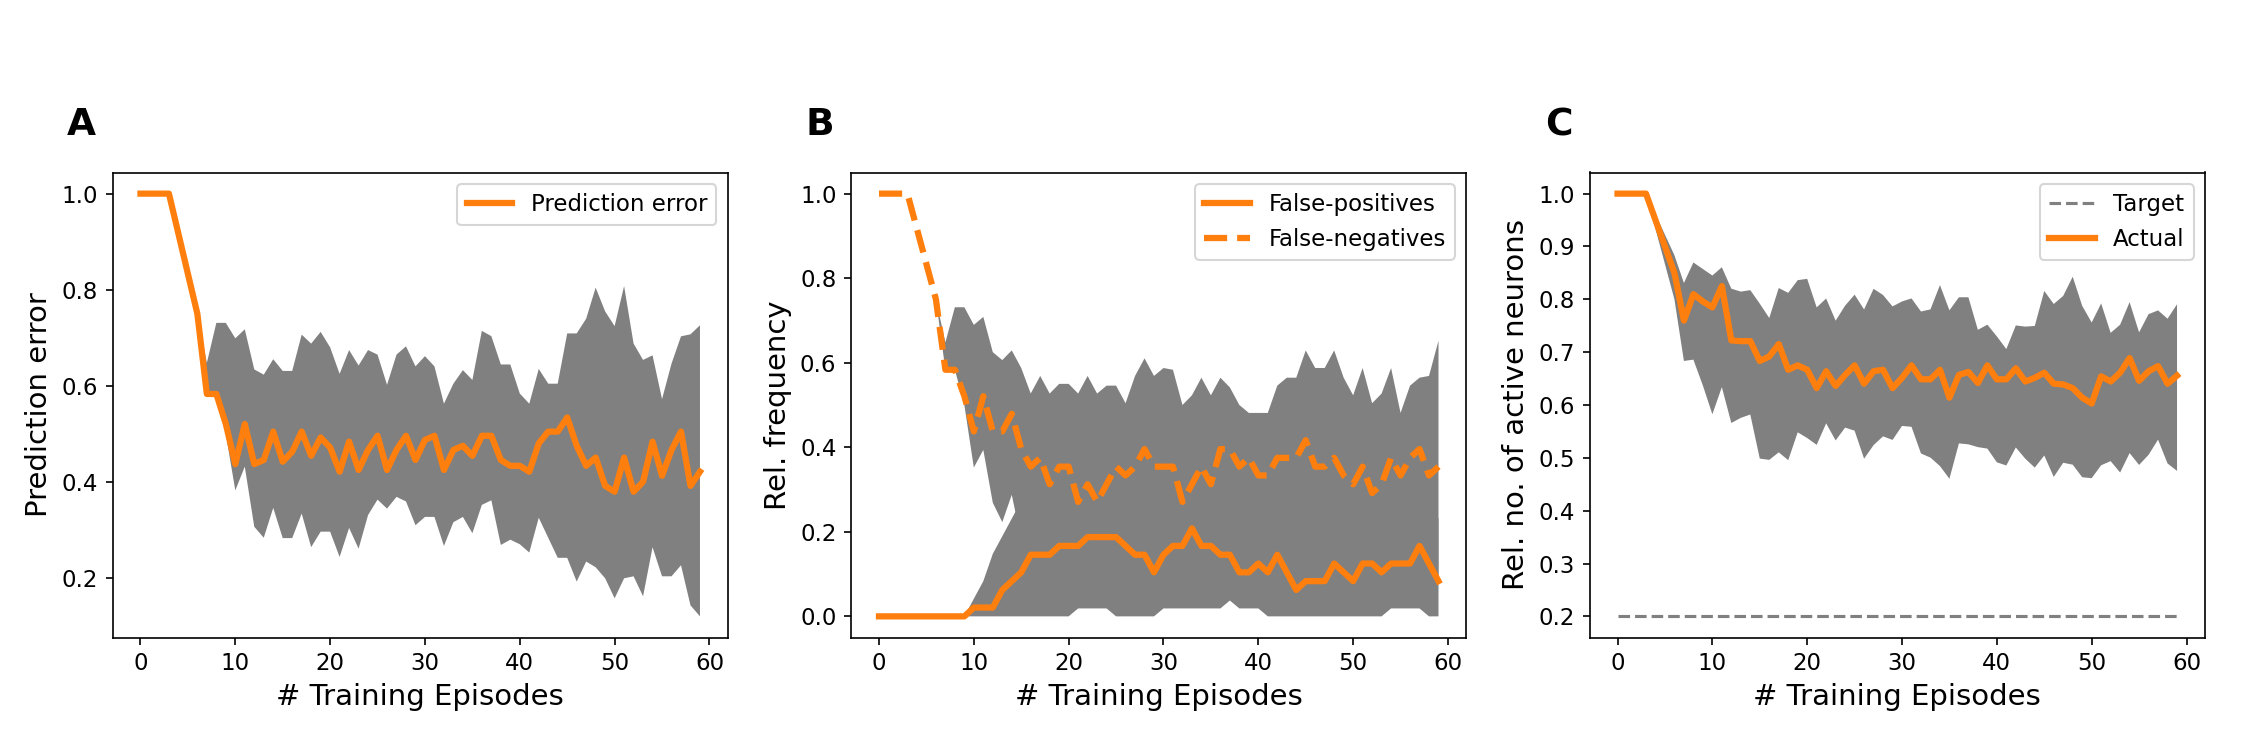 A
B
C
Prediction error
1.0
0.8
0.6
0.4
0.2
0 10 20 30 40 50 60
# Training Episodes
Prediction error
Rel. frequency
1.0
0.8
0.6
0.4
0.2
0.0
0 10 20 30 40 50 60
# Training Episodes
False-positives
False-negatives
Rel. no. of active neurons
1.0
0.9
0.8
0.7
0.6
0.5
0.4
0.3
0.2
0 10 20 30 40 50 60
# Training Episodes
Target
Actual